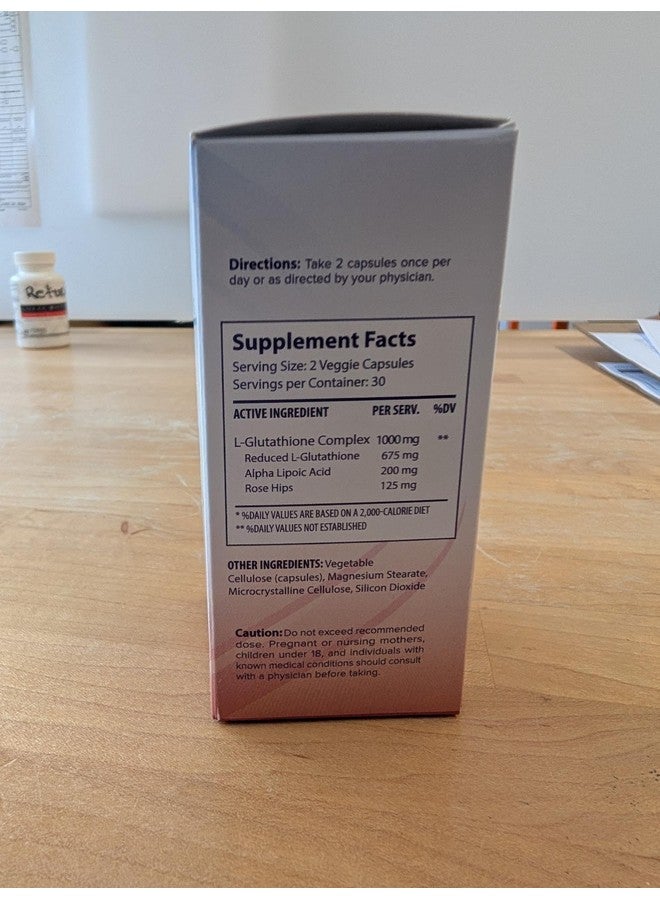 Directions: Take 2 capsules once per
day or as directed by your physician.
Supplement Facts
Serving Size: 2 Veggie Capsules
Servings per Container: 30
ACTIVE INGREDIENT PER SERV. %DV
L-Glutathione Complex 1000 mg **
Reduced L-Glutathione 675 mg
Alpha Lipoic Acid 200 mg
Rose Hips 125 mg
* %DAILY VALUES ARE BASED ON A 2,000-CALORIE DIET
** %DAILY VALUES NOT ESTABLISHED
OTHER INGREDIENTS: Vegetable
Cellulose (capsules), Magnesium Stearate,
Microcrystalline Cellulose, Silicon Dioxide
Caution: Do not exceed recommended
dose. Pregnant or nursing mothers,
children under 18, and individuals with
known medical conditions should consult
with a physician before taking.